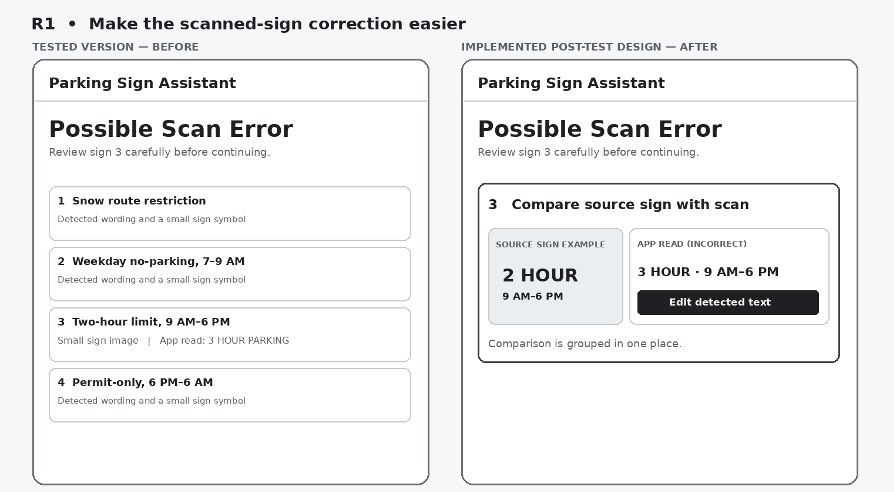 R1 • Make the scanned-sign correction easier
TESTED VERSION — BEFORE
Parking Sign Assistant
Possible Scan Error
Review sign 3 carefully before continuing.
1 Snow route restriction
Detected wording and a small sign symbol
2 Weekday no-parking, 7–9 AM
Detected wording and a small sign symbol
3 Two-hour limit, 9 AM–6 PM
Small sign image | App read: 3 HOUR PARKING
4 Permit-only, 6 PM–6 AM
Detected wording and a small sign symbol
IMPLEMENTED POST-TEST DESIGN — AFTER
Parking Sign Assistant
Possible Scan Error
Review sign 3 carefully before continuing.
3 Compare source sign with scan
SOURCE SIGN EXAMPLE
2 HOUR
9 AM–6 PM
APP READ (INCORRECT)
3 HOUR · 9 AM–6 PM
Edit detected text
Comparison is grouped in one place.